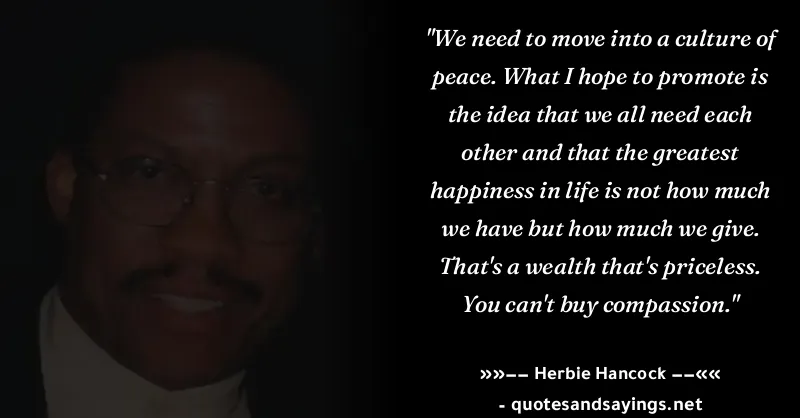 "We need to move into a culture of
peace. What I hope to promote is
the idea that we all need each
other and that the greatest
happiness in life is not how much
we have but how much we give.
That's a wealth that's priceless.
You can't buy compassion."
»»−− Herbie Hancock −−««
- quotesandsayings.net